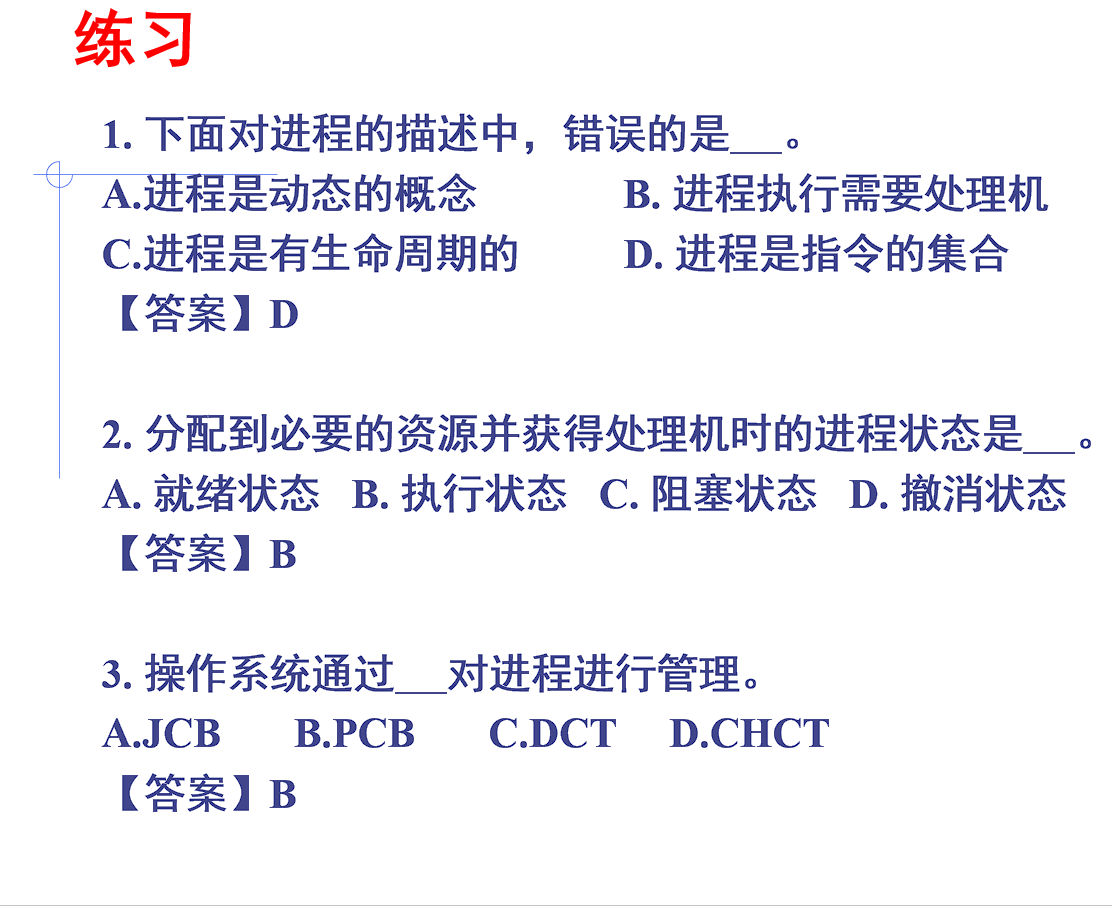 练习
1. 下面对进程的描述中，错误的是__。
A.进程是动态的概念 B. 进程执行需要处理机
C.进程是有生命周期的 D. 进程是指令的集合
【答案】D
2. 分配到必要的资源并获得处理机时的进程状态是__。
A. 就绪状态 B. 执行状态 C. 阻塞状态 D. 撤消状态
【答案】B
3. 操作系统通过__对进程进行管理。
A.JCB B.PCB C.DCT D.CHCT
【答案】B